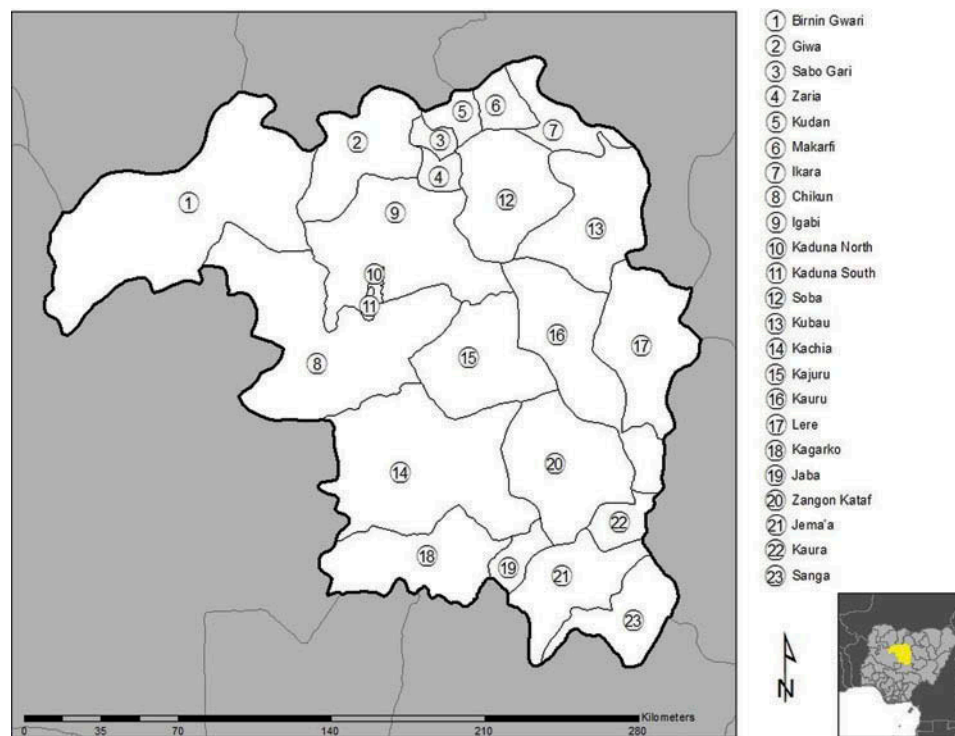 1 Birnin Gwari
2 Giwa
3 Sabo Gari
4 Zaria
5 Kudan
6 Makarfi
7 Ikara
8 Chikun
9 Igabi
10 Kaduna North
11 Kaduna South
12 Soba
13 Kubau
14 Kachia
15 Kajuru
16 Kauru
17 Lere
18 Kagarko
19 Jaba
20 Zangon Kataf
21 Jema'a
22 Kaura
23 Sanga
5
6
7
3
2
4
12
1
9
13
10
11
16
17
15
8
20
14
22
18
19
21
23
N
Kilometers
0 35 70 140 210 280